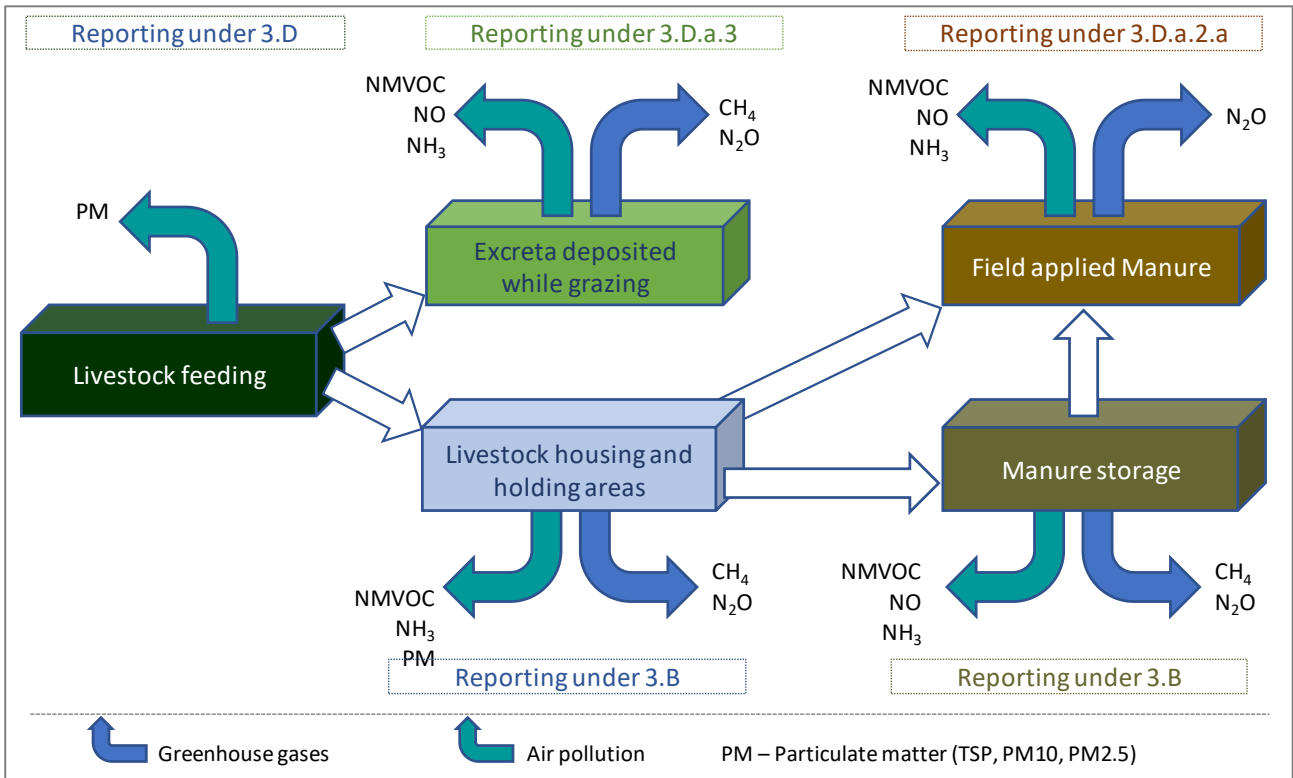 Reporting under 3.D
Reporting under 3.D.a.3
Reporting under 3.D.a.2.a
NMVOC
NO
NH₃
CH₄
N₂O
NMVOC
NO
NH₃
N₂O
PM
Excreta deposited
while grazing
Field applied Manure
Livestock feeding
Livestock housing and
holding areas
Manure storage
NMVOC
NH₃
PM
CH₄
N₂O
NMVOC
NO
NH₃
CH₄
N₂O
Reporting under 3.B
Reporting under 3.B
Greenhouse gases
Air pollution
PM – Particulate matter (TSP, PM10, PM2.5)